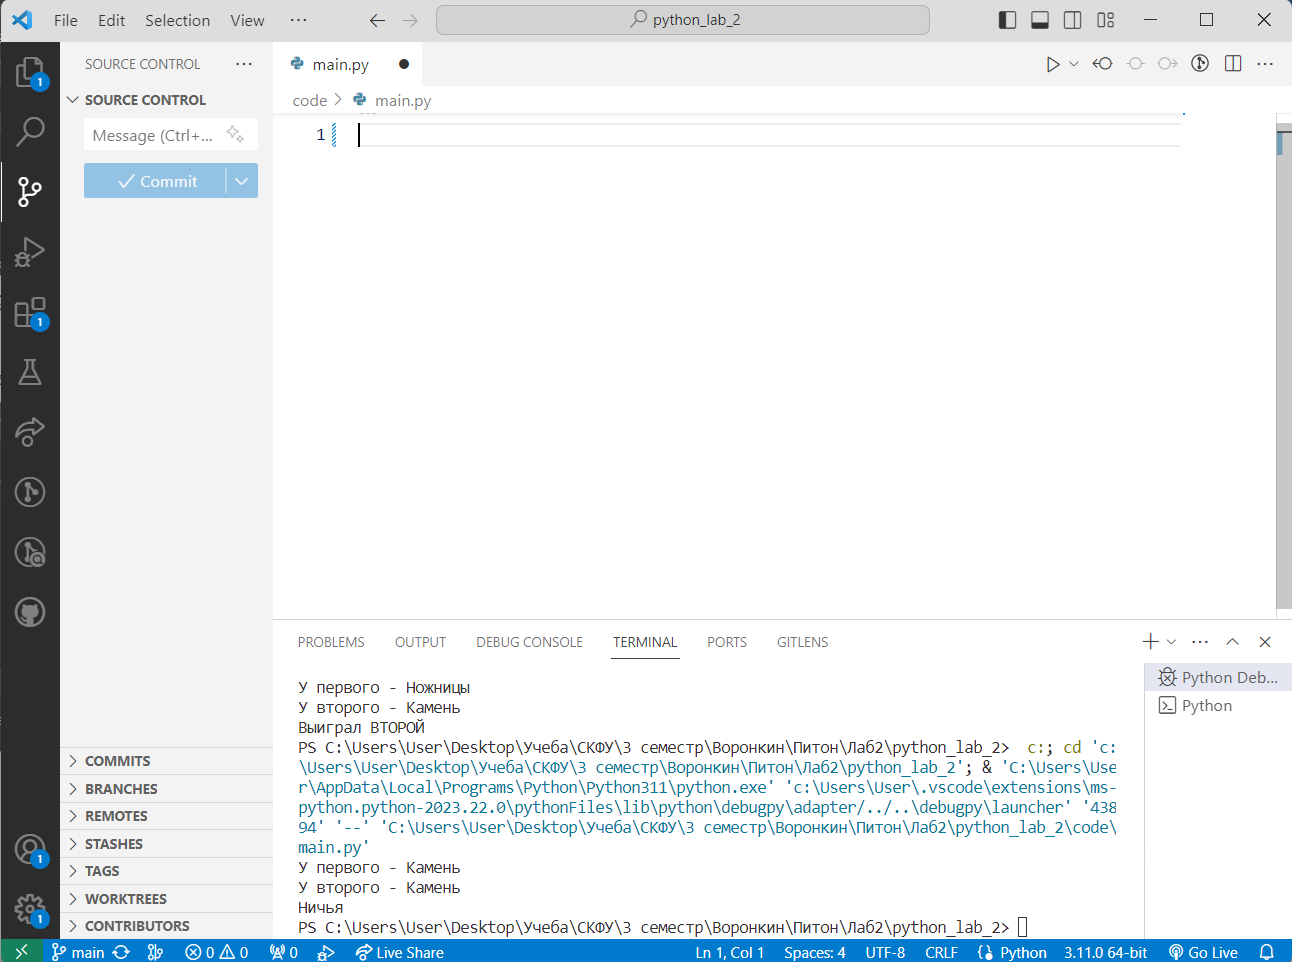 File Edit Selection View ··· python_lab_2
SOURCE CONTROL ···
SOURCE CONTROL
Message (Ctrl+...
Commit
main.py
code > main.py
1
1
1
PROBLEMS OUTPUT DEBUG CONSOLE TERMINAL PORTS GITLENS
У первого - Ножницы
У второго - Камень
Выиграл ВТОРОЙ
PS C:\Users\User\Desktop\Учеба\СКФУ\3 семестр\Воронкин\Питон\Лаб2\python_lab_2>  c:; cd 'c:
\Users\User\Desktop\Учеба\СКФУ\3 семестр\Воронкин\Питон\Лаб2\python_lab_2'; & 'C:\Users\Use
r\AppData\Local\Programs\Python\Python311\python.exe' 'c:\Users\User\.vscode\extensions\ms-
python.python-2023.22.0\pythonFiles\lib\python\debugpy\adapter/../..\debugpy\launcher' '438
94' '--' 'C:\Users\User\Desktop\Учеба\СКФУ\3 семестр\Воронкин\Питон\Лаб2\python_lab_2\code\
main.py'
У первого - Камень
У второго - Камень
Ничья
PS C:\Users\User\Desktop\Учеба\СКФУ\3 семестр\Воронкин\Питон\Лаб2\python_lab_2>
Python Deb...
Python
COMMITS
BRANCHES
REMOTES
STASHES
TAGS
WORKTREES
CONTRIBUTORS
1
1
main 0 0 0 Live Share Ln 1, Col 1 Spaces: 4 UTF-8 CRLF Python 3.11.0 64-bit Go Live